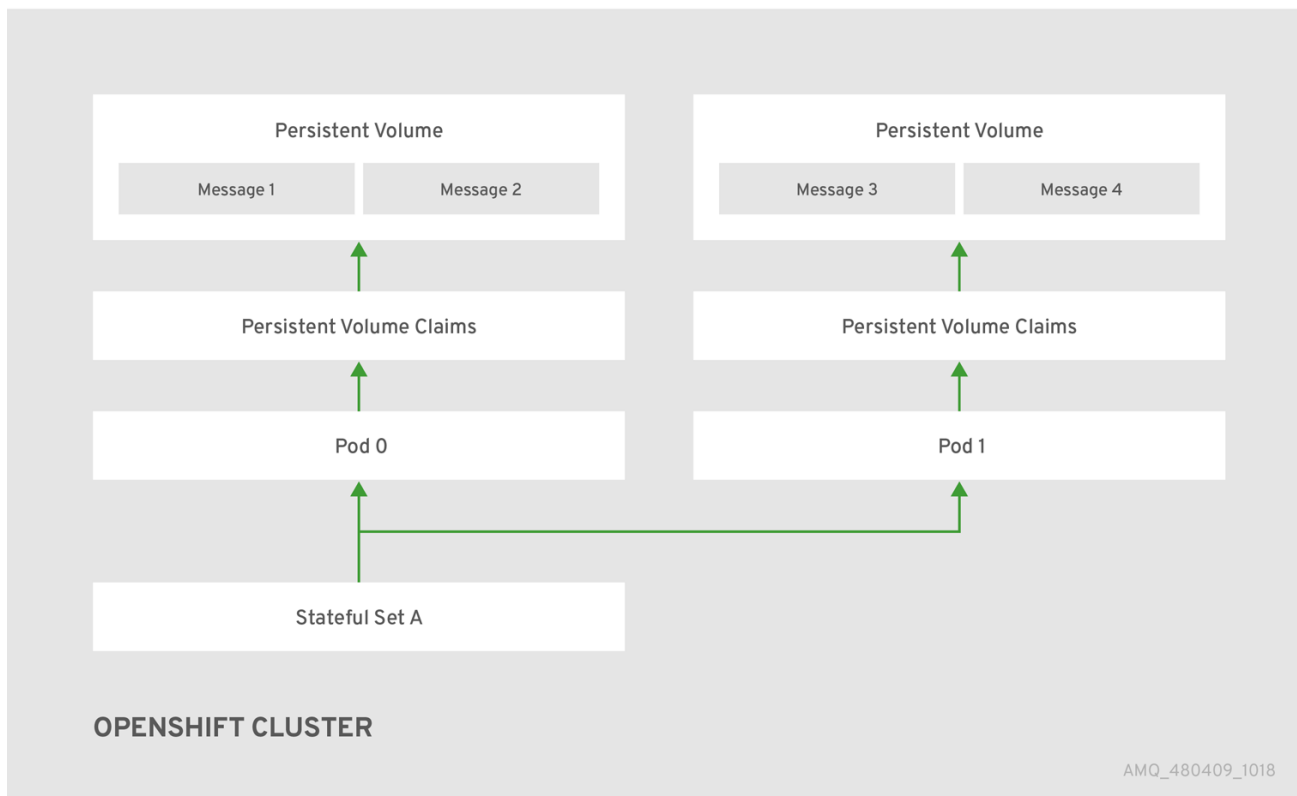 Persistent Volume
Message 1
Message 2
Persistent Volume Claims
Pod 0
Persistent Volume
Message 3
Message 4
Persistent Volume Claims
Pod 1
Stateful Set A
OPENSHIFT CLUSTER
AMQ_480409_1018